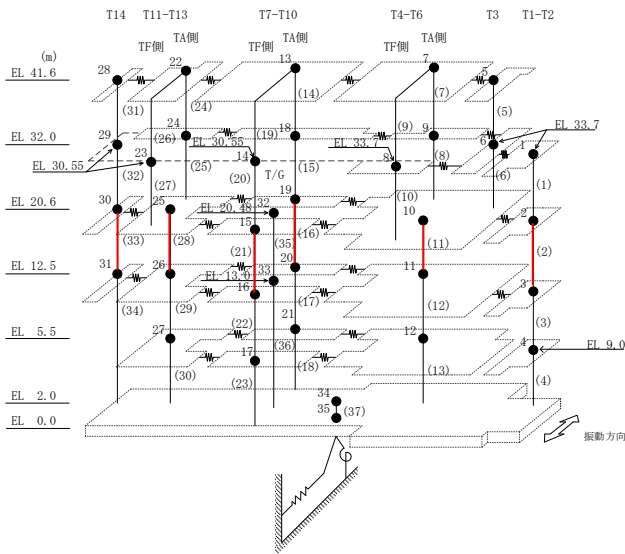 T14 T11-T13 T7-T10 T4-T6 T3 T1-T2
TF側 TA側 TF側 TA側 TF側 TA側
(m)
EL 41.6
EL 32.0
EL 30.55
EL 20.6
EL 12.5
EL 5.5
EL 2.0
EL 0.0
28 22 13 7 5
(31) (24) (14) (7) (5)
29 24 (26) EL 30.55 (19) 18 EL 33.7 (9) 9 6 1 EL 33.7
23 14 8 (8)
(32) (25) (20) (15) (6)
T/G
(27) 19 (10) (1)
30 25 EL 20.48 32 10 2
15 (16)
(33) (28) (21) (35) (11) (2)
31 26 EL 13.0 33 20 11
16 3
(34) (29) (17) (12) (3)
27 (22) 21 12 4 EL 9.0
17 (36)
(30) (23) (18) (13) (4)
34
35 (37)
振動方向